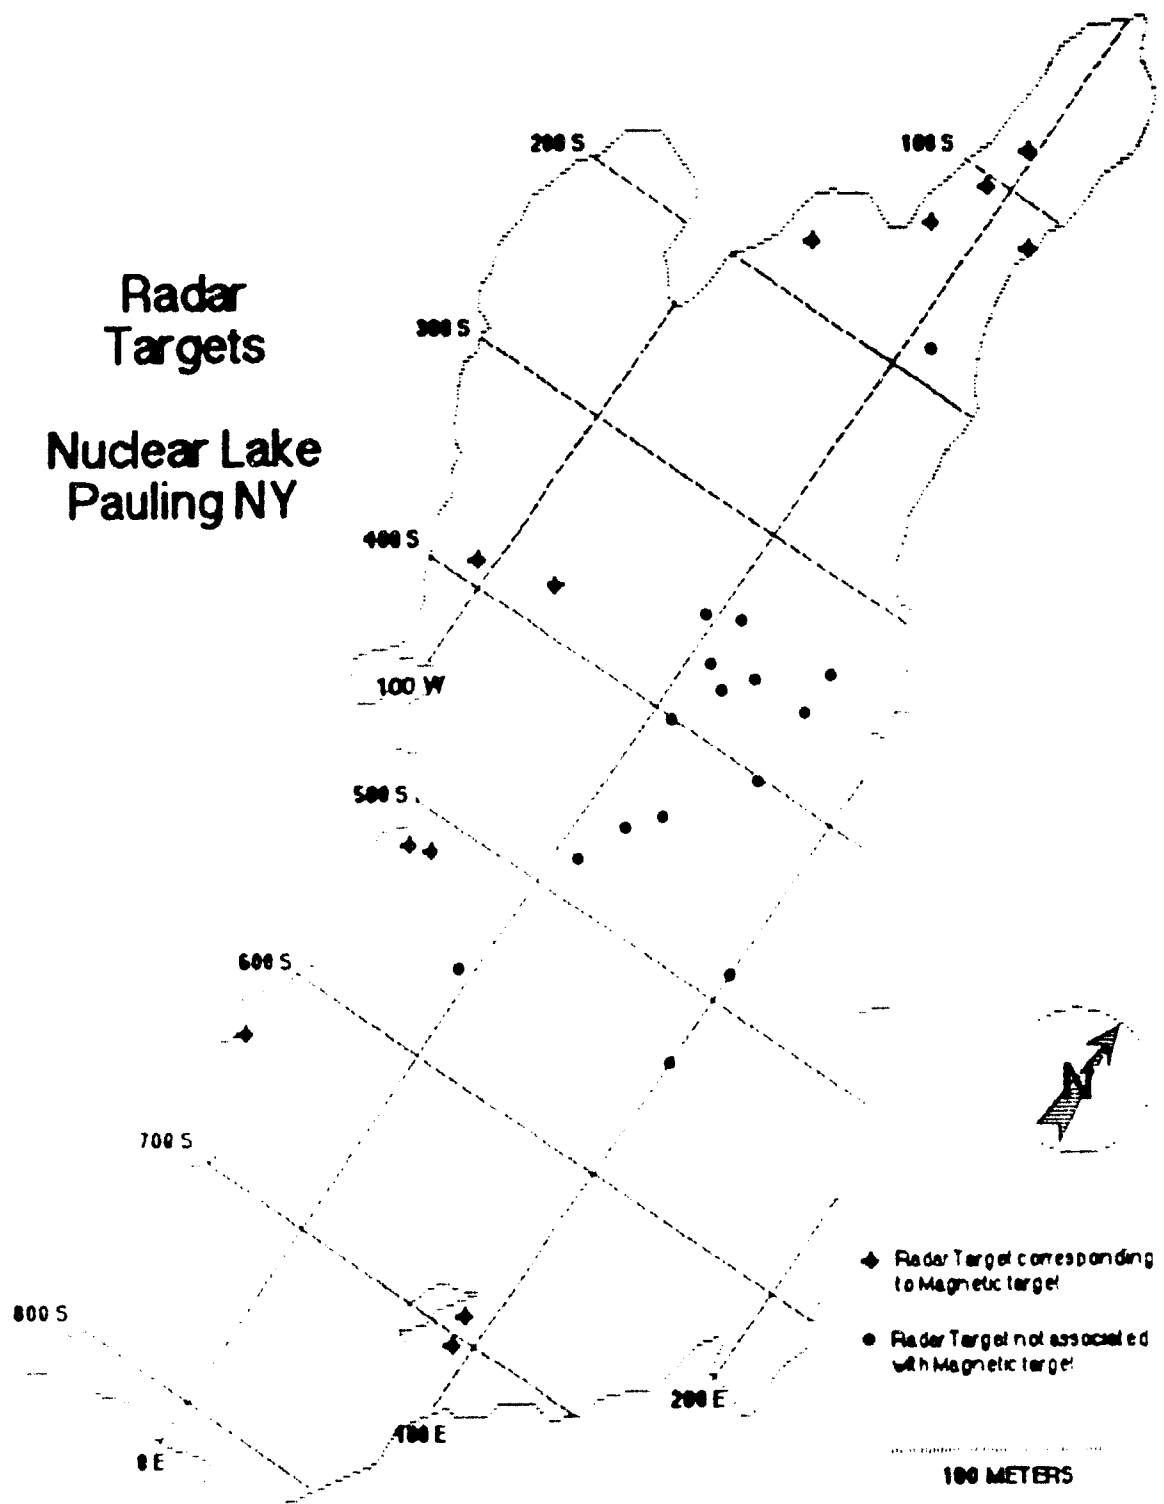 Radar
Targets
Nuclear Lake
Pauling NY
200 S
100 S
300 S
400 S
100 W
500 S
600 S
700 S
800 S
0 E
100 E
200 E
N
Radar Target corresponding
to Magnetic target
Radar Target not associated
with Magnetic target
100 METERS